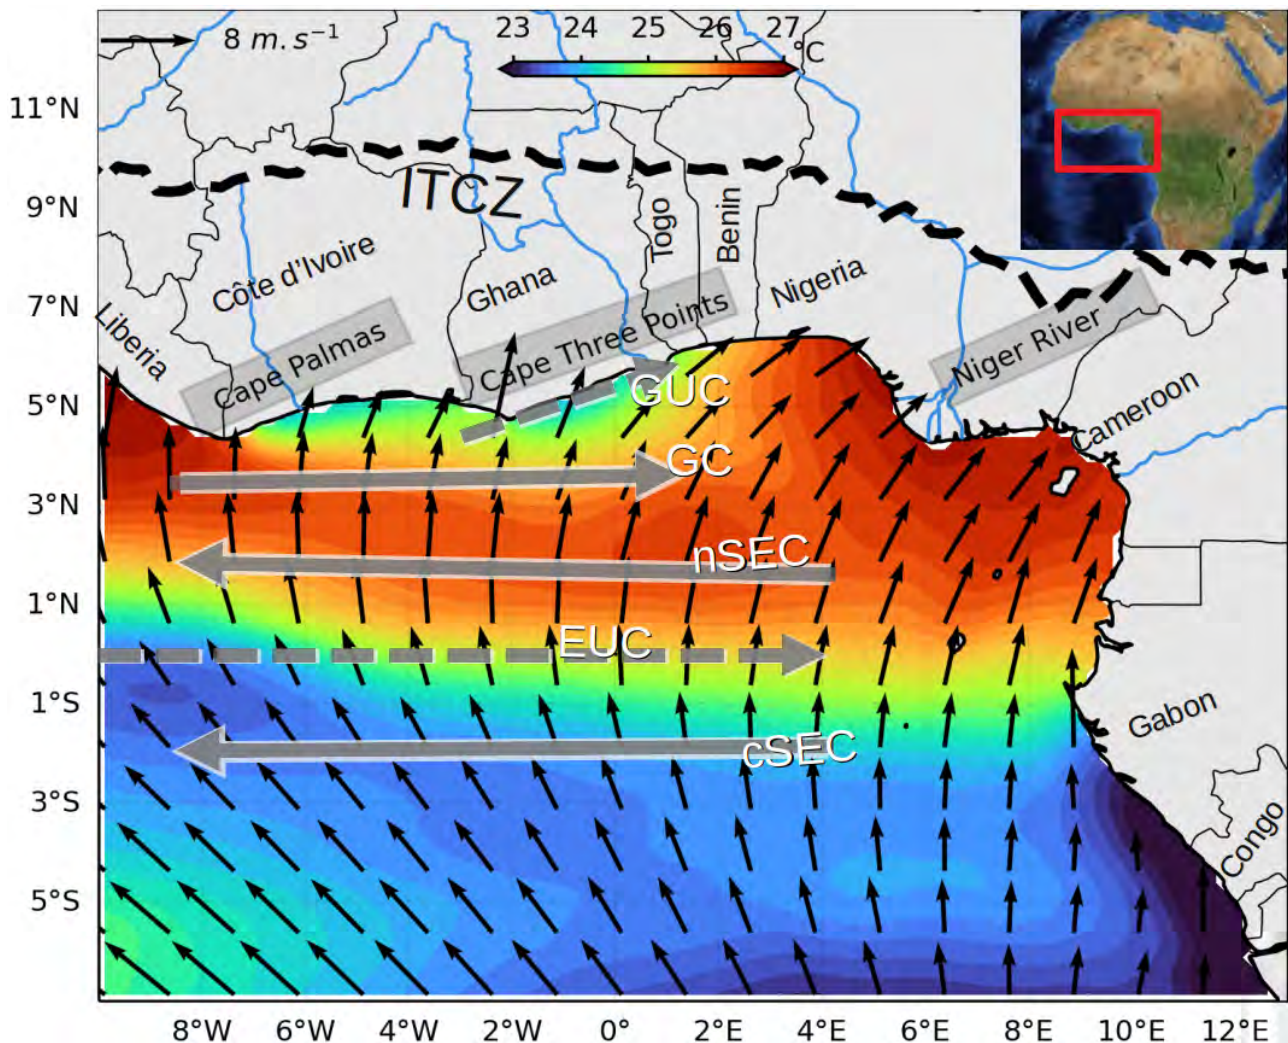 8 m.s⁻¹
23 24 25 26 27
°C
11°N
9°N
7°N
5°N
3°N
1°N
1°S
3°S
5°S
ITCZ
Togo
Benin
Côte d'Ivoire
Ghana
Nigeria
Liberia
Cape Palmas
Cape Three Points
Niger River
Cameroon
GUC
GC
nSEC
EUC
cSEC
Gabon
Congo
8°W 6°W 4°W 2°W 0° 2°E 4°E 6°E 8°E 10°E 12°E